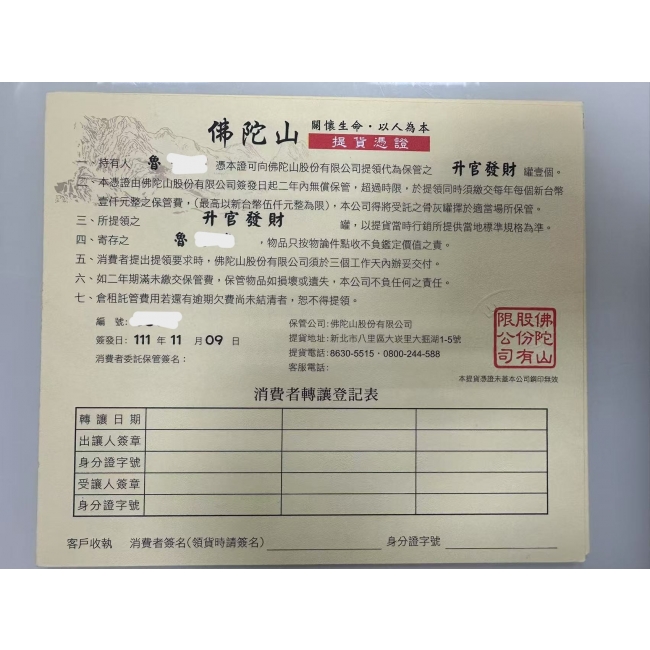 佛陀山 關懷生命・以人為本
提貨憑證
一、持有人 魯 憑本證可向佛陀山股份有限公司提領代為保管之 升官發財 罐壹個。
二、本憑證由佛陀山股份有限公司簽發日起二年內無償保管，超過時限，於提領同時須繳交每年每個新台幣
壹仟元整之保管費，（最高以新台幣伍仟元整為限），本公司得將受託之骨灰罐擇於適當場所保管。
三、所提領之 升官發財 罐，以提貨當時行銷所提供當地標準規格為準。
四、寄存之 魯 ，物品只按物論件點收不負鑑定價值之責。
五、消費者提出提領要求時，佛陀山股份有限公司須於三個工作天內辦妥交付。
六、如二年期滿未繳交保管費，保管物品如損壞或遺失，本公司不負任何之責任。
七、倉租託管費用若還有逾期欠費尚未結清者，恕不得提領。
編 號：
簽發日： 111 年 11 月 09 日
消費者委託保管簽名：
保管公司：佛陀山股份有限公司
提貨地址：新北市八里區大崁里大掘湖1-5號
提貨電話：8630-5515・0800-244-588
客服電話：
佛陀山股份有限公司
本提貨憑證未蓋本公司鋼印無效
消費者轉讓登記表
轉讓日期
出讓人簽章
身分證字號
受讓人簽章
身分證字號
客戶收執 消費者簽名（領貨時請簽名） 身分證字號